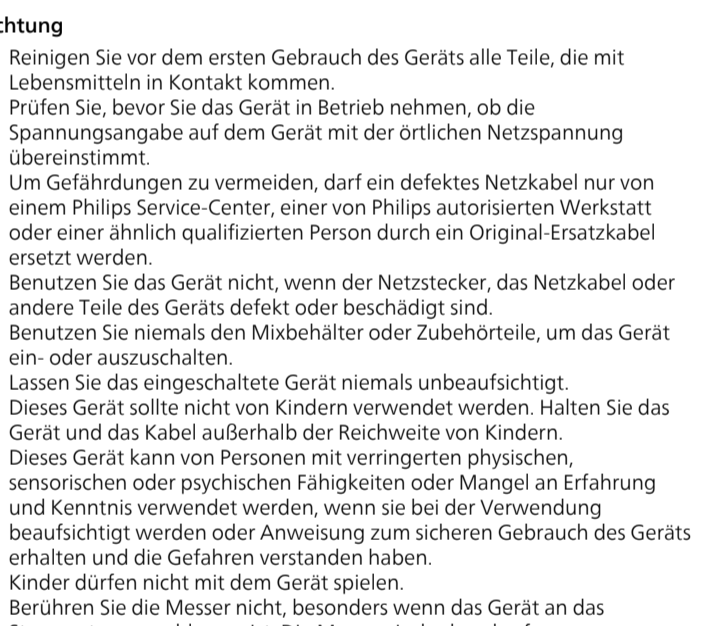 chtung
Reinigen Sie vor dem ersten Gebrauch des Geräts alle Teile, die mit
Lebensmitteln in Kontakt kommen.
Prüfen Sie, bevor Sie das Gerät in Betrieb nehmen, ob die
Spannungsangabe auf dem Gerät mit der örtlichen Netzspannung
übereinstimmt.
Um Gefährdungen zu vermeiden, darf ein defektes Netzkabel nur von
einem Philips Service-Center, einer von Philips autorisierten Werkstatt
oder einer ähnlich qualifizierten Person durch ein Original-Ersatzkabel
ersetzt werden.
Benutzen Sie das Gerät nicht, wenn der Netzstecker, das Netzkabel oder
andere Teile des Geräts defekt oder beschädigt sind.
Benutzen Sie niemals den Mixbehälter oder Zubehörteile, um das Gerät
ein- oder auszuschalten.
Lassen Sie das eingeschaltete Gerät niemals unbeaufsichtigt.
Dieses Gerät sollte nicht von Kindern verwendet werden. Halten Sie das
Gerät und das Kabel außerhalb der Reichweite von Kindern.
Dieses Gerät kann von Personen mit verringerten physischen,
sensorischen oder psychischen Fähigkeiten oder Mangel an Erfahrung
und Kenntnis verwendet werden, wenn sie bei der Verwendung
beaufsichtigt werden oder Anweisung zum sicheren Gebrauch des Geräts
erhalten und die Gefahren verstanden haben.
Kinder dürfen nicht mit dem Gerät spielen.
Berühren Sie die Messer nicht, besonders wenn das Gerät an das